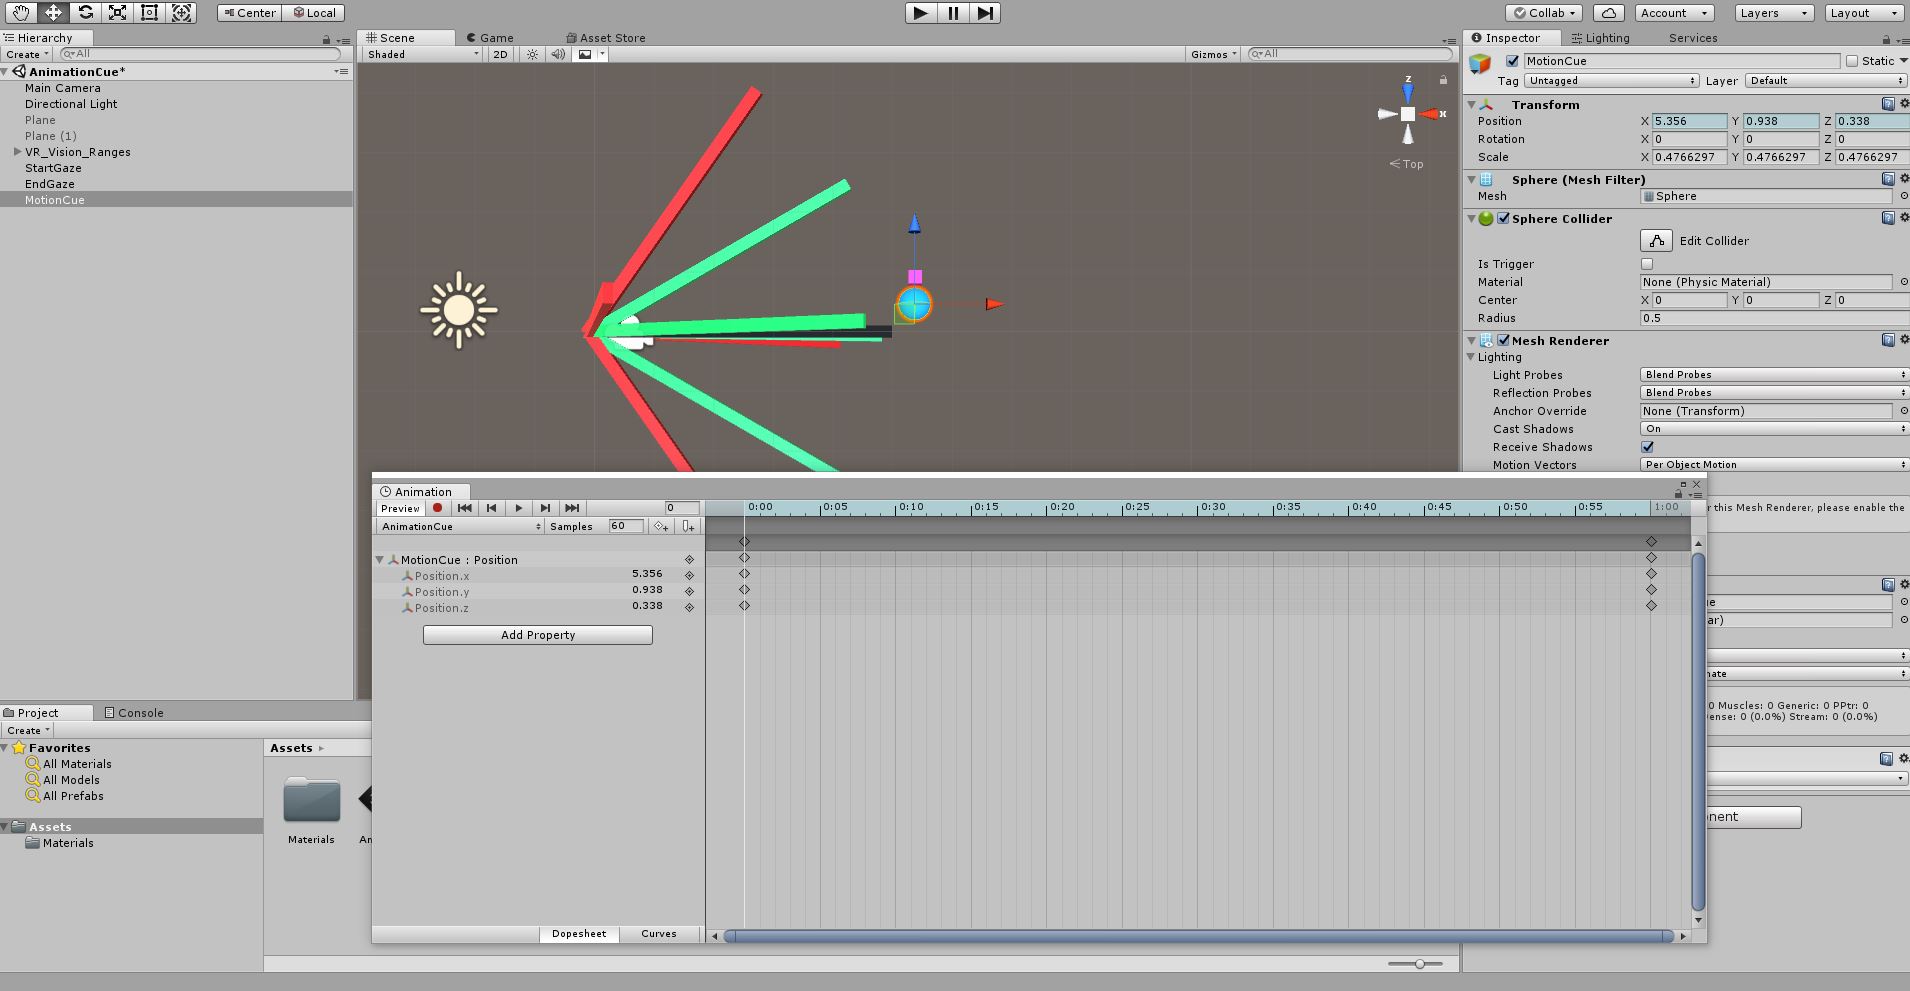 Center Local Collab Account Layers Layout
Hierarchy
Create All
AnimationCue*
Main Camera
Directional Light
Plane
Plane (1)
VR_Vision_Ranges
StartGaze
EndGaze
MotionCue
Scene Game Asset Store
Shaded 2D Gizmos All
z
x
Top
Inspector Lighting Services
MotionCue Static
Tag Untagged Layer Default
Transform
Position X 5.356 Y 0.938 Z 0.338
Rotation X 0 Y 0 Z 0
Scale X 0.4766297 Y 0.4766297 Z 0.4766297
Sphere (Mesh Filter)
Mesh Sphere
Sphere Collider
Edit Collider
Is Trigger
Material None (Physic Material)
Center X 0 Y 0 Z 0
Radius 0.5
Mesh Renderer
Lighting
Light Probes Blend Probes
Reflection Probes Blend Probes
Anchor Override None (Transform)
Cast Shadows On
Receive Shadows
Motion Vectors Per Object Motion
r this Mesh Renderer, please enable the
ue
ar)
nate
0 Muscles: 0 Generic: 0 PPtr: 0
ense: 0 (0.0%) Stream: 0 (0.0%)
onent
Animation
Preview 0 0:00 0:05 0:10 0:15 0:20 0:25 0:30 0:35 0:40 0:45 0:50 0:55 1:00
AnimationCue Samples 60
MotionCue : Position
Position.x 5.356
Position.y 0.938
Position.z 0.338
Add Property
Dopesheet Curves
Project Console
Create
Favorites
All Materials
All Models
All Prefabs
Assets
Materials
Assets
Materials
An